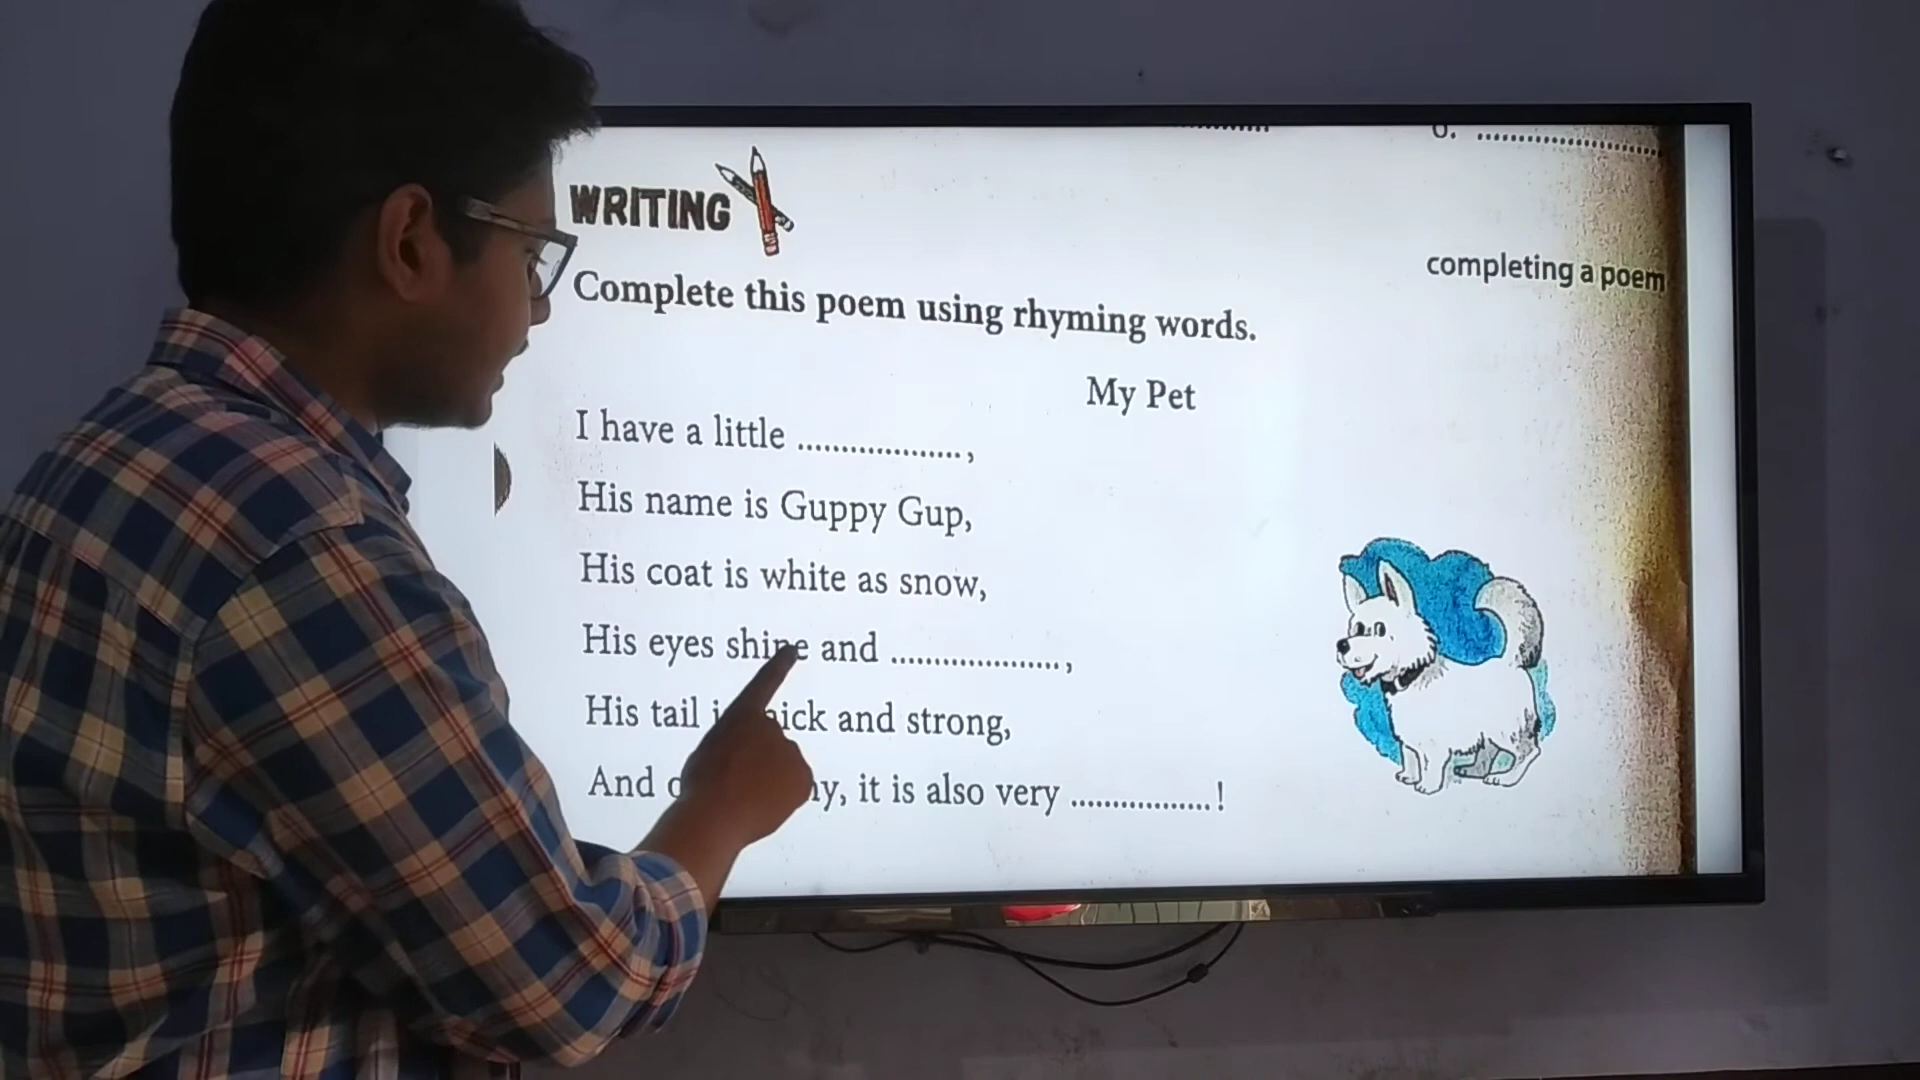 WRITING
completing a poem
Complete this poem using rhyming words.
My Pet
I have a little ..................,
His name is Guppy Gup,
His coat is white as snow,
His eyes shine and ....................,
His tail and strong,
And it is also very .................!